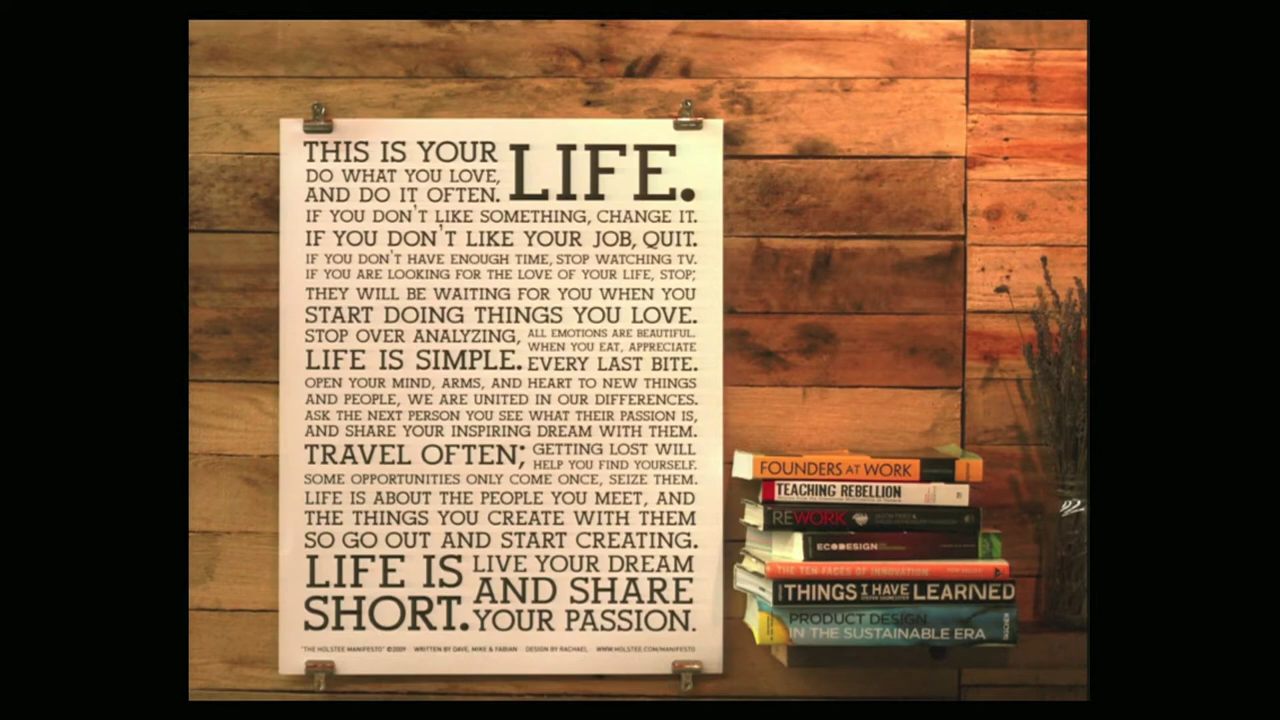 THIS IS YOUR LIFE.
DO WHAT YOU LOVE,
AND DO IT OFTEN.
IF YOU DON'T LIKE SOMETHING, CHANGE IT.
IF YOU DON'T LIKE YOUR JOB, QUIT.
IF YOU DON'T HAVE ENOUGH TIME, STOP WATCHING TV.
IF YOU ARE LOOKING FOR THE LOVE OF YOUR LIFE, STOP;
THEY WILL BE WAITING FOR YOU WHEN YOU
START DOING THINGS YOU LOVE.
STOP OVER ANALYZING,
LIFE IS SIMPLE.
ALL EMOTIONS ARE BEAUTIFUL.
WHEN YOU EAT, APPRECIATE
EVERY LAST BITE.
OPEN YOUR MIND, ARMS, AND HEART TO NEW THINGS
AND PEOPLE, WE ARE UNITED IN OUR DIFFERENCES.
ASK THE NEXT PERSON YOU SEE WHAT THEIR PASSION IS,
AND SHARE YOUR INSPIRING DREAM WITH THEM.
TRAVEL OFTEN;
GETTING LOST WILL
HELP YOU FIND YOURSELF.
SOME OPPORTUNITIES ONLY COME ONCE, SEIZE THEM.
LIFE IS ABOUT THE PEOPLE YOU MEET, AND
THE THINGS YOU CREATE WITH THEM
SO GO OUT AND START CREATING.
LIFE IS
SHORT.
LIVE YOUR DREAM
AND SHARE
YOUR PASSION.
"THE HOLSTEE MANIFESTO" ©2009 WRITTEN BY DAVE, MIKE & FABIAN DESIGN BY RACHAEL WWW.HOLSTEE.COM/MANIFESTO
FOUNDERS AT WORK
TEACHING REBELLION
REWORK
ECODESIGN
THE TEN FACES OF INNOVATION
THINGS I HAVE LEARNED
PRODUCT DESIGN
IN THE SUSTAINABLE ERA
TASCHEN